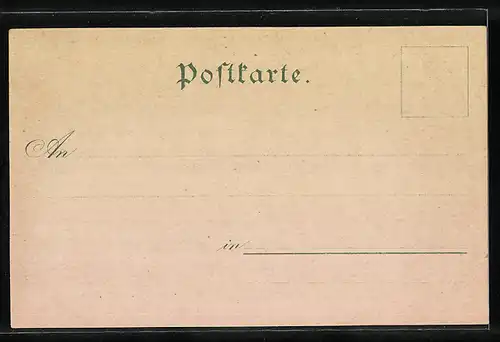 Postkarte.
An
in